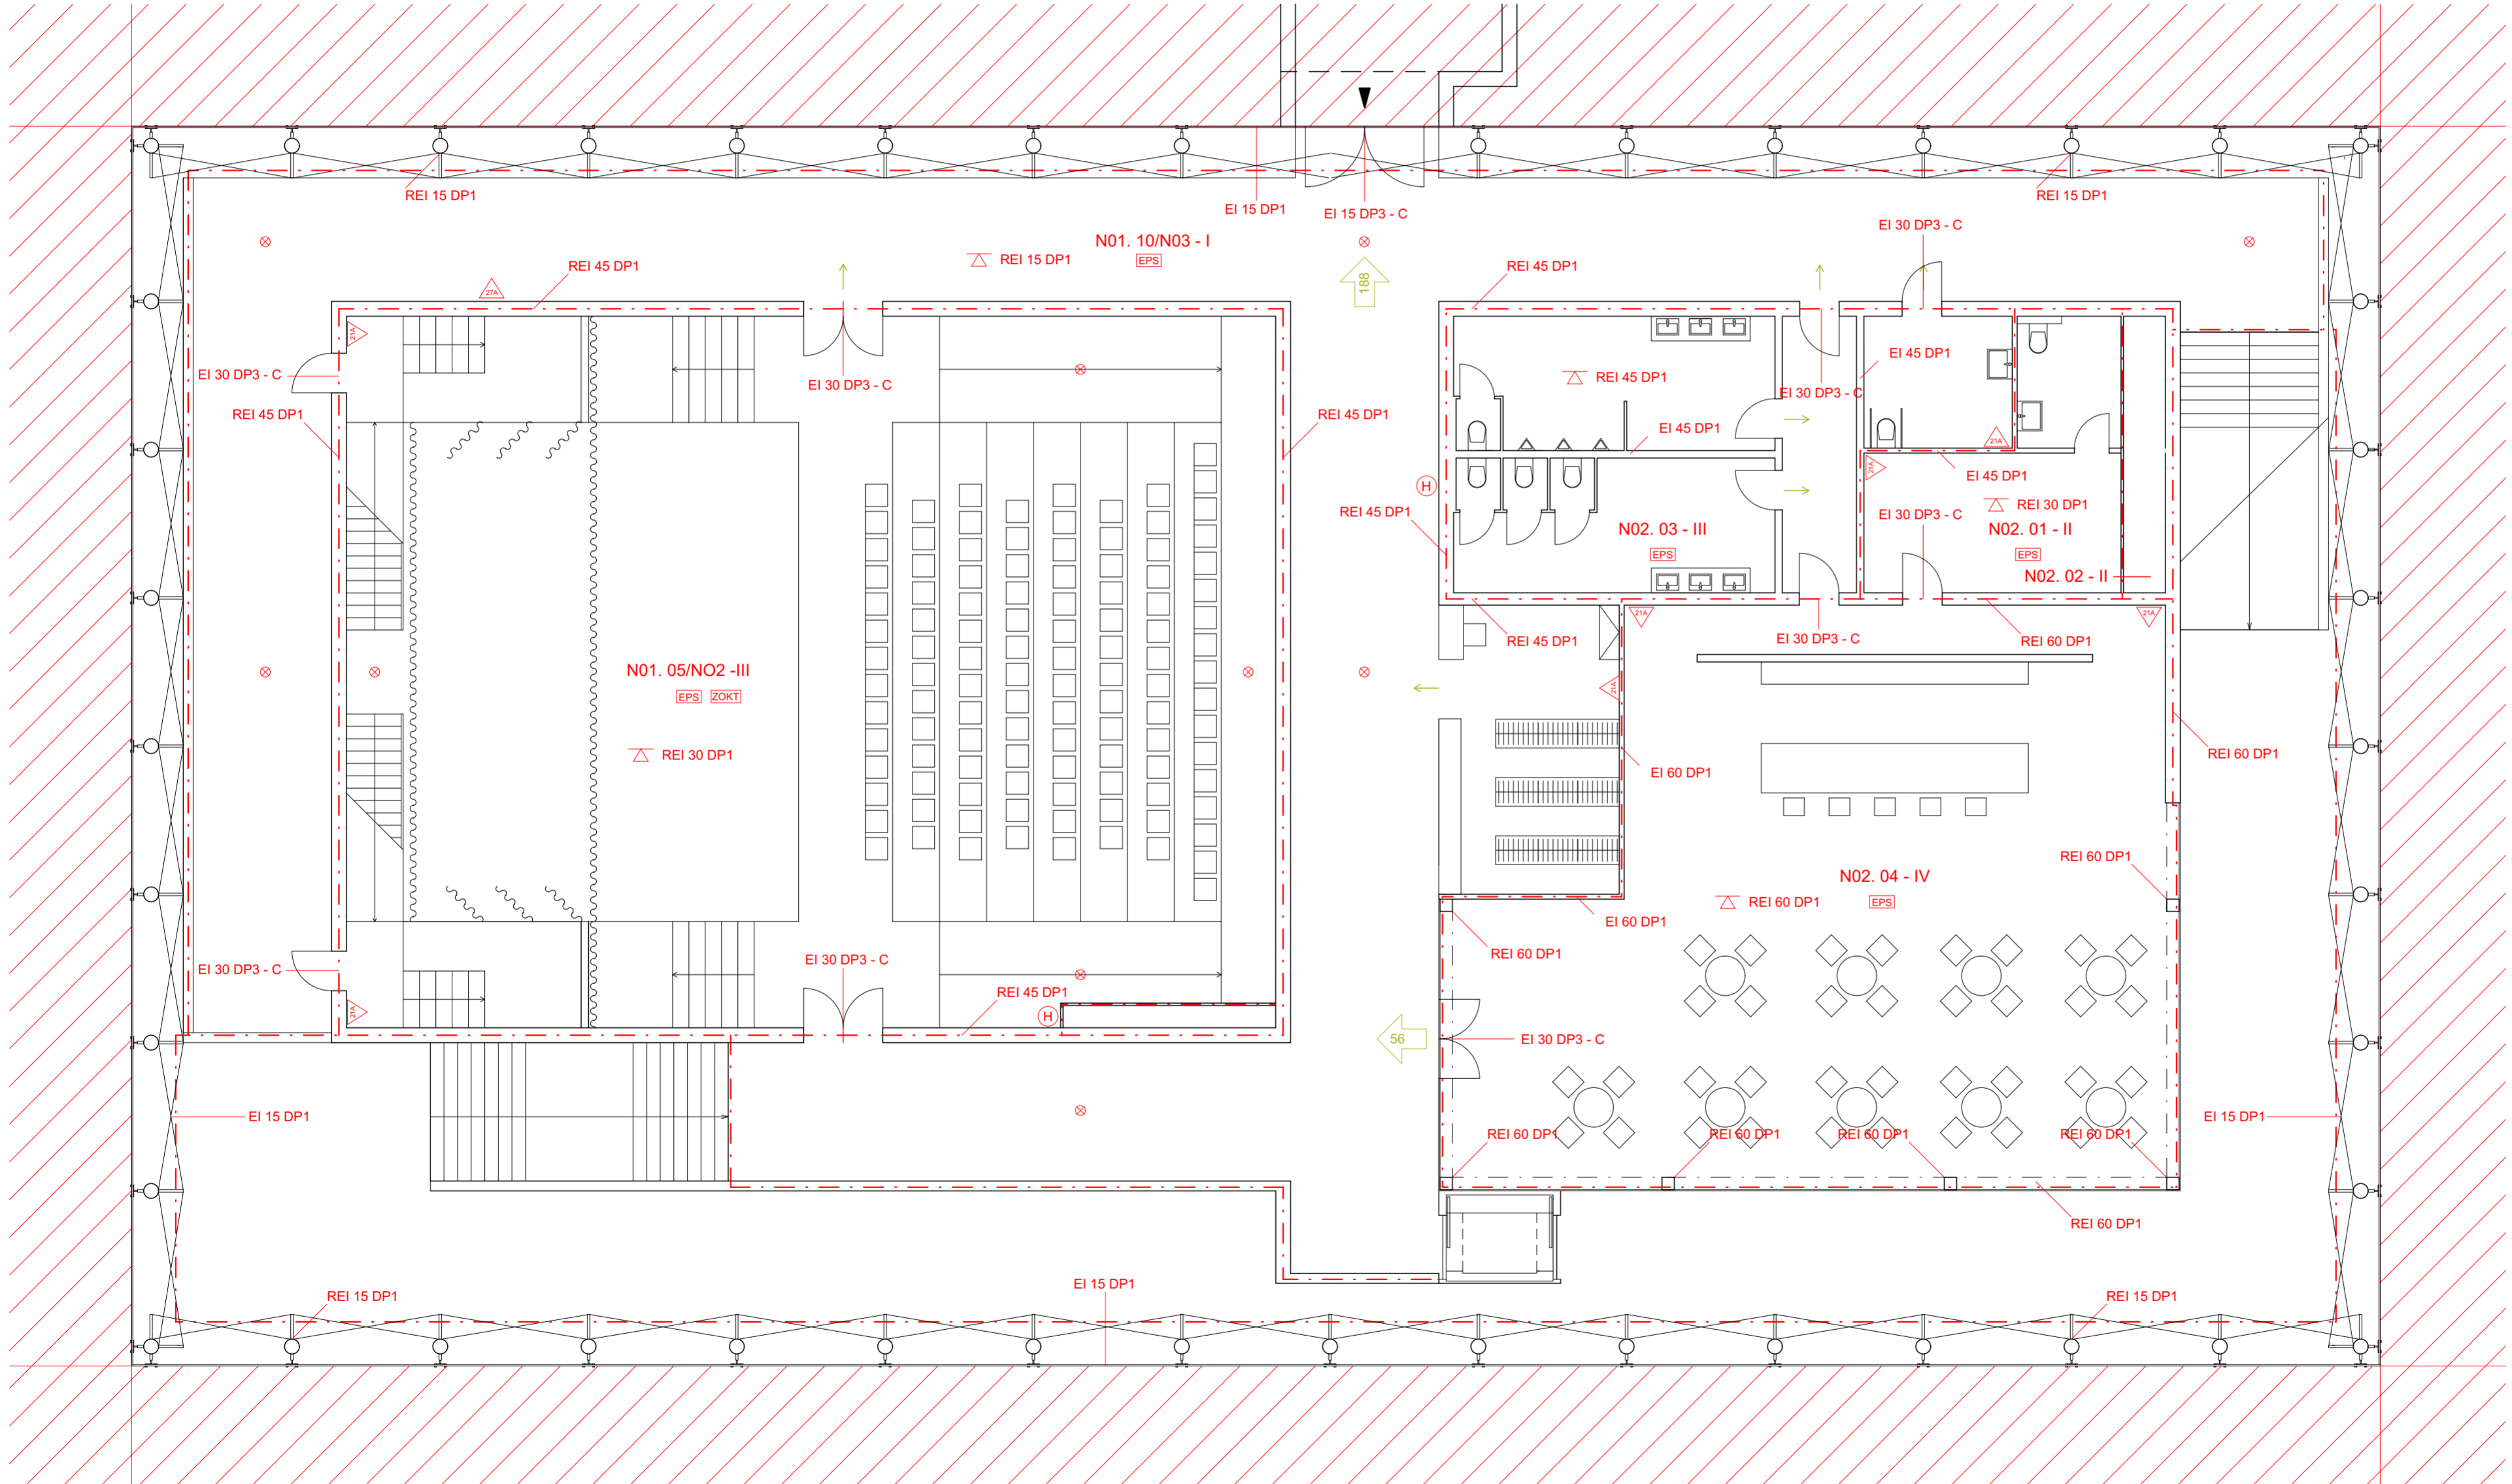 REI 15 DP1
EI 15 DP1
EI 15 DP3 - C
REI 15 DP1
N01. 10/N03 - I
EPS
REI 15 DP1
EI 30 DP3 - C
188
REI 45 DP1
REI 45 DP1
27A
21A
EI 30 DP3 - C
EI 30 DP3 - C
REI 45 DP1
REI 45 DP1
REI 45 DP1
EI 30 DP3 - C
EI 45 DP1
EI 45 DP1
21A
EI 45 DP1
21A
H
REI 45 DP1
REI 30 DP1
EI 30 DP3 - C
N02. 03 - III
EPS
N02. 01 - II
EPS
N02. 02 - II
21A
21A
REI 45 DP1
EI 30 DP3 - C
REI 60 DP1
N01. 05/NO2 -III
EPS
ZOKT
21A
REI 30 DP1
REI 60 DP1
EI 60 DP1
REI 60 DP1
N02. 04 - IV
REI 60 DP1
EPS
EI 60 DP1
REI 60 DP1
EI 30 DP3 - C
EI 30 DP3 - C
REI 45 DP1
21A
H
56
EI 30 DP3 - C
EI 15 DP1
EI 15 DP1
REI 60 DP1
REI 60 DP1
REI 60 DP1
REI 60 DP1
REI 60 DP1
EI 15 DP1
REI 15 DP1
REI 15 DP1